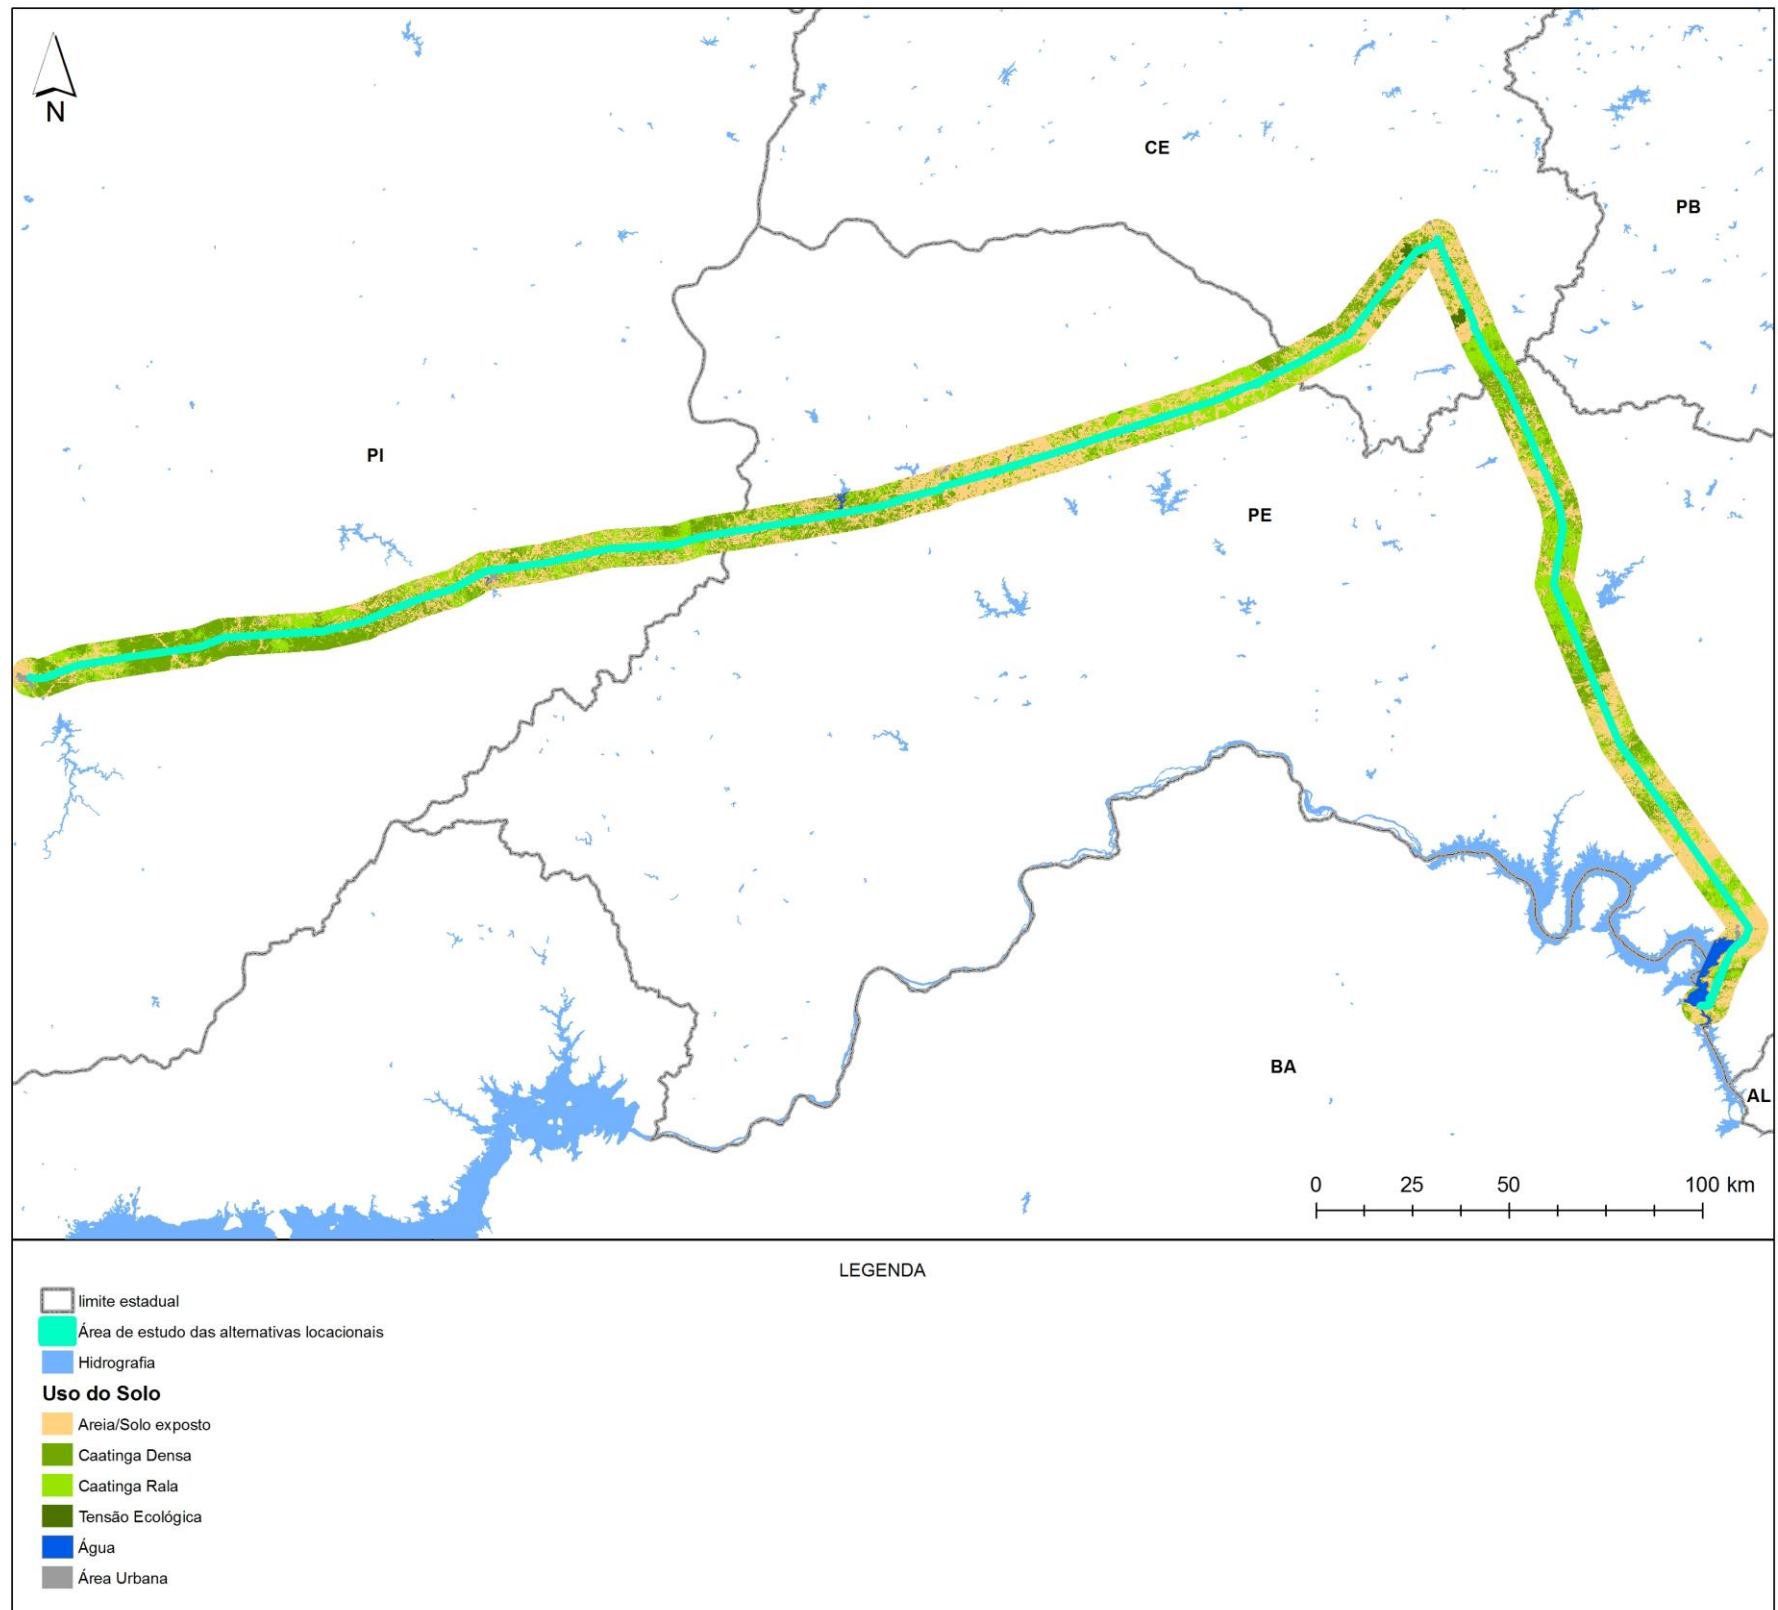 N
CE
PB
PI
PE
BA
AL
0 25 50 100 km
LEGENDA
limite estadual
Área de estudo das alternativas locacionais
Hidrografia
Uso do Solo
Areia/Solo exposto
Caatinga Densa
Caatinga Rala
Tensão Ecológica
Água
Área Urbana